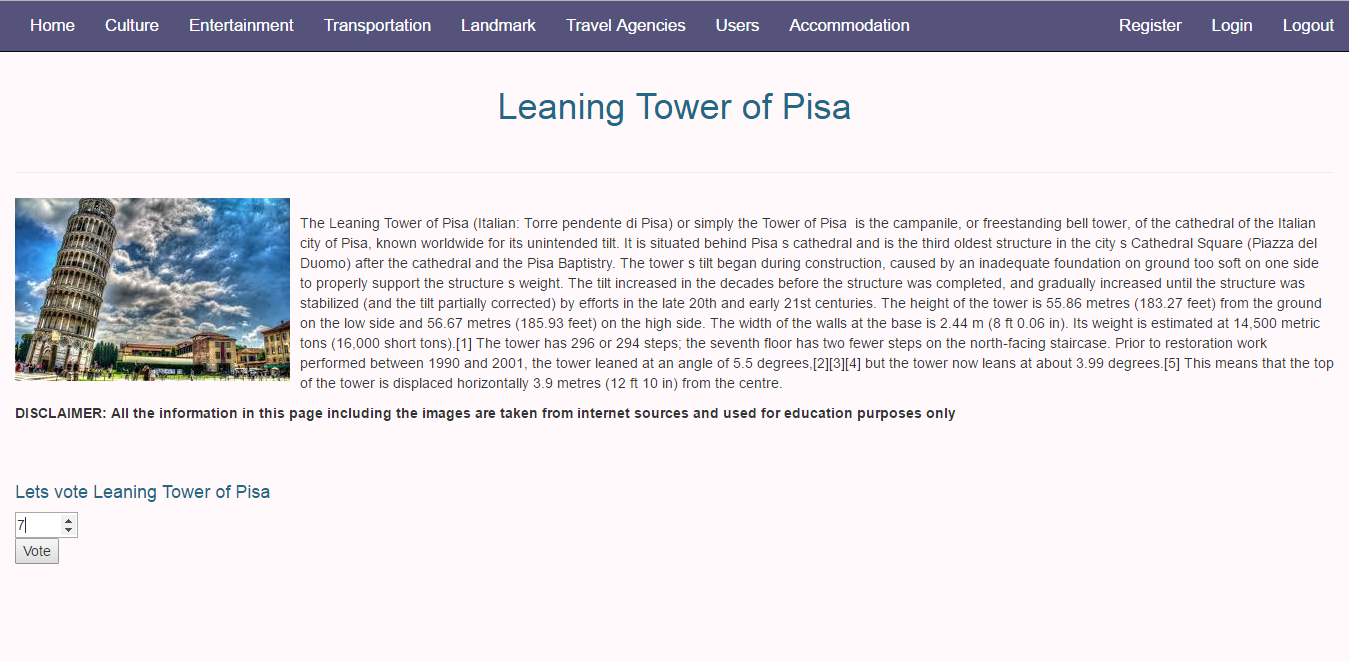 Home Culture Entertainment Transportation Landmark Travel Agencies Users Accommodation Register Login Logout
Leaning Tower of Pisa
The Leaning Tower of Pisa (Italian: Torre pendente di Pisa) or simply the Tower of Pisa  is the campanile, or freestanding bell tower, of the cathedral of the Italian
city of Pisa, known worldwide for its unintended tilt. It is situated behind Pisa s cathedral and is the third oldest structure in the city s Cathedral Square (Piazza del
Duomo) after the cathedral and the Pisa Baptistry. The tower s tilt began during construction, caused by an inadequate foundation on ground too soft on one side
to properly support the structure s weight. The tilt increased in the decades before the structure was completed, and gradually increased until the structure was
stabilized (and the tilt partially corrected) by efforts in the late 20th and early 21st centuries. The height of the tower is 55.86 metres (183.27 feet) from the ground
on the low side and 56.67 metres (185.93 feet) on the high side. The width of the walls at the base is 2.44 m (8 ft 0.06 in). Its weight is estimated at 14,500 metric
tons (16,000 short tons).[1] The tower has 296 or 294 steps; the seventh floor has two fewer steps on the north-facing staircase. Prior to restoration work
performed between 1990 and 2001, the tower leaned at an angle of 5.5 degrees,[2][3][4] but the tower now leans at about 3.99 degrees.[5] This means that the top
of the tower is displaced horizontally 3.9 metres (12 ft 10 in) from the centre.
DISCLAIMER: All the information in this page including the images are taken from internet sources and used for education purposes only
Lets vote Leaning Tower of Pisa
7
Vote